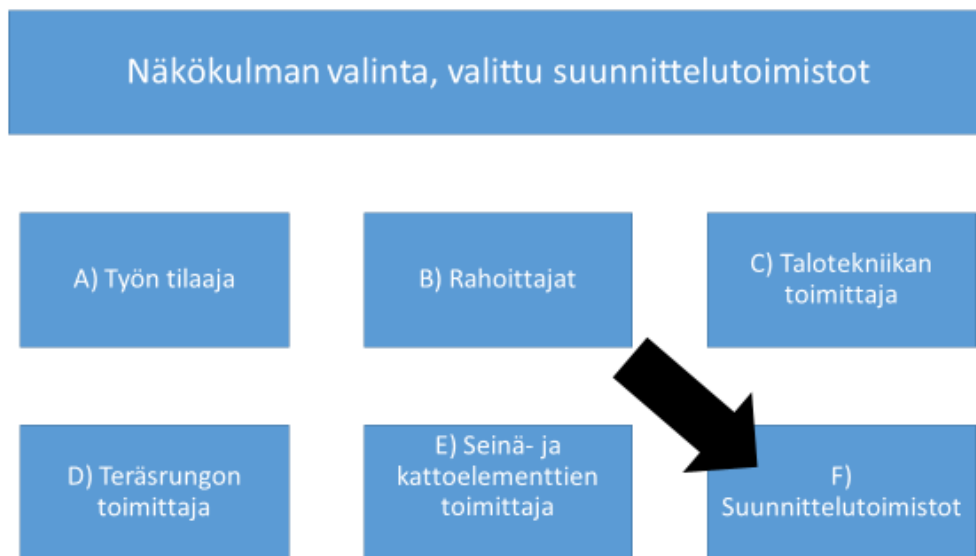 Näkökulman valinta, valittu suunnittelutoimistot
A) Työn tilaaja
B) Rahoittajat
C) Talotekniikan
toimittaja
D) Teräsrungon
toimittaja
E) Seinä- ja
kattoelementtien
toimittaja
F)
Suunnittelutoimistot